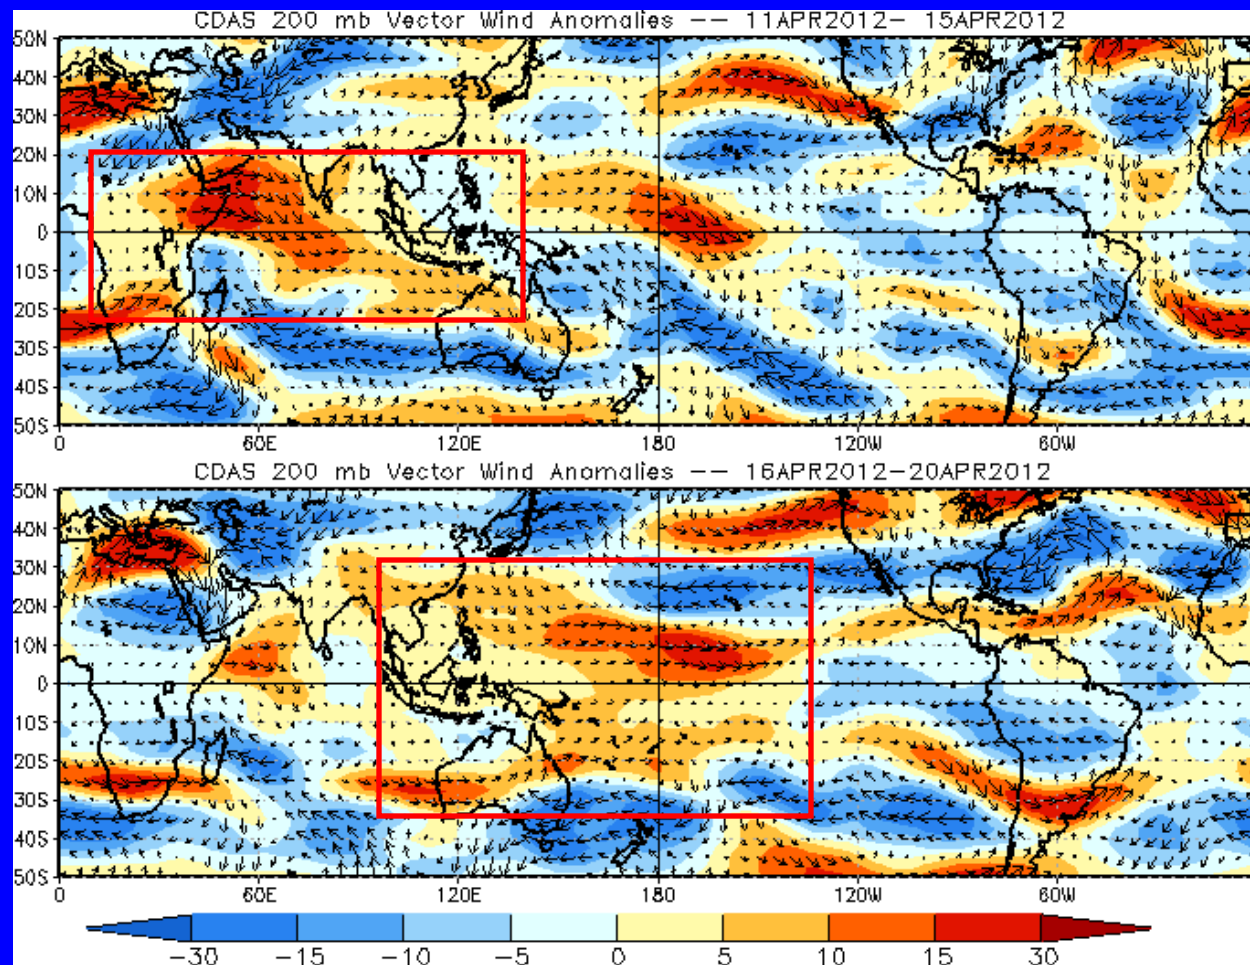 CDAS 200 mb Vector Wind Anomalies -- 11APR2012- 15APR2012
50N
40N
30N
20N
10N
0
10S
20S
30S
40S
50S
0 60E 120E 180 120W 60W
CDAS 200 mb Vector Wind Anomalies -- 16APR2012-20APR2012
50N
40N
30N
20N
10N
0
10S
20S
30S
40S
50S
0 60E 120E 180 120W 60W
-30 -15 -10 -5 0 5 10 15 30